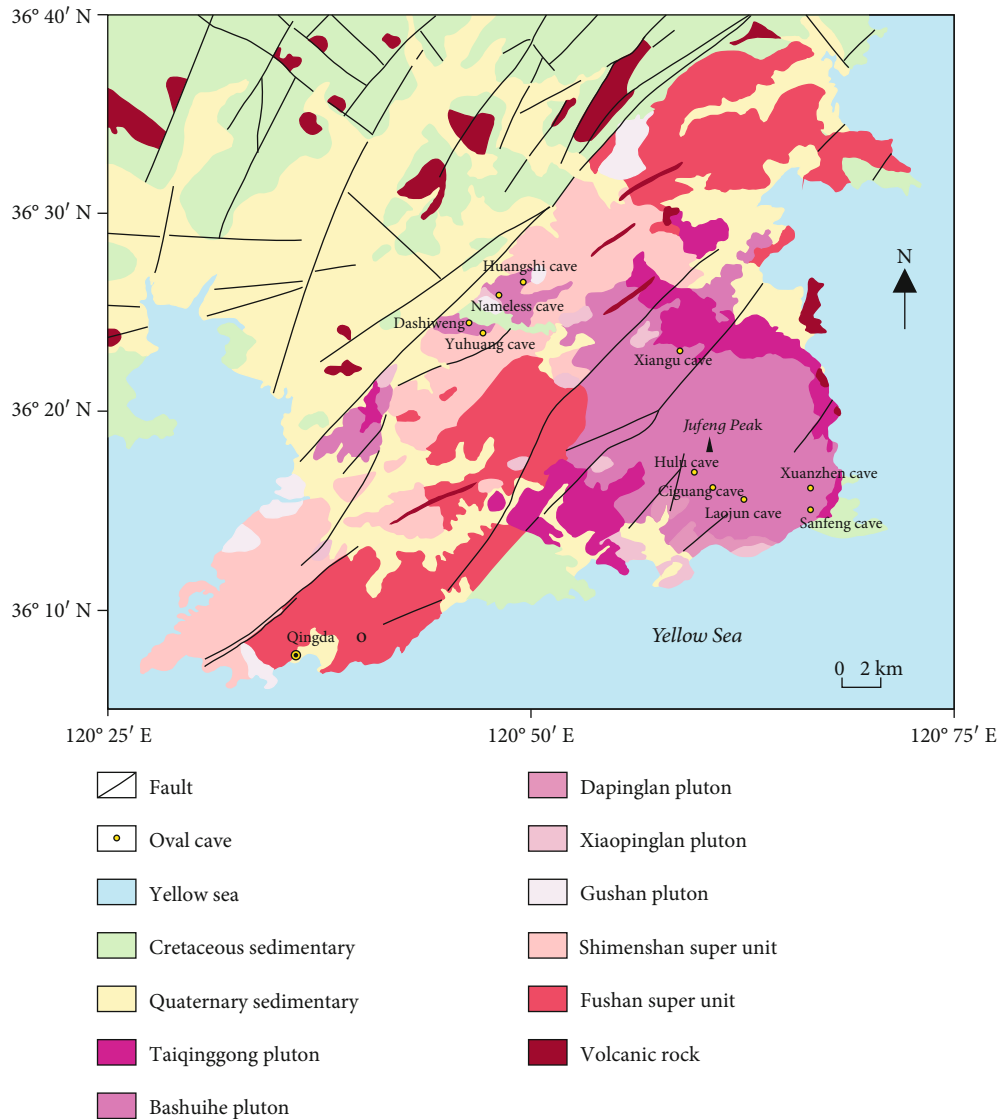 36° 40′ N
36° 30′ N
36° 20′ N
36° 10′ N
N
Huangshi cave
Nameless cave
Dashiweng
Yuhuang cave
Xiangu cave
Jufeng Peak
Hulu cave
Xuanzhen cave
Ciguang cave
Laojun cave
Sanfeng cave
Qingda o
Yellow Sea
0 2 km
120° 25′ E
120° 50′ E
120° 75′ E
Fault
Oval cave
Yellow sea
Cretaceous sedimentary
Quaternary sedimentary
Taiqinggong pluton
Bashuihe pluton
Dapinglan pluton
Xiaopinglan pluton
Gushan pluton
Shimenshan super unit
Fushan super unit
Volcanic rock